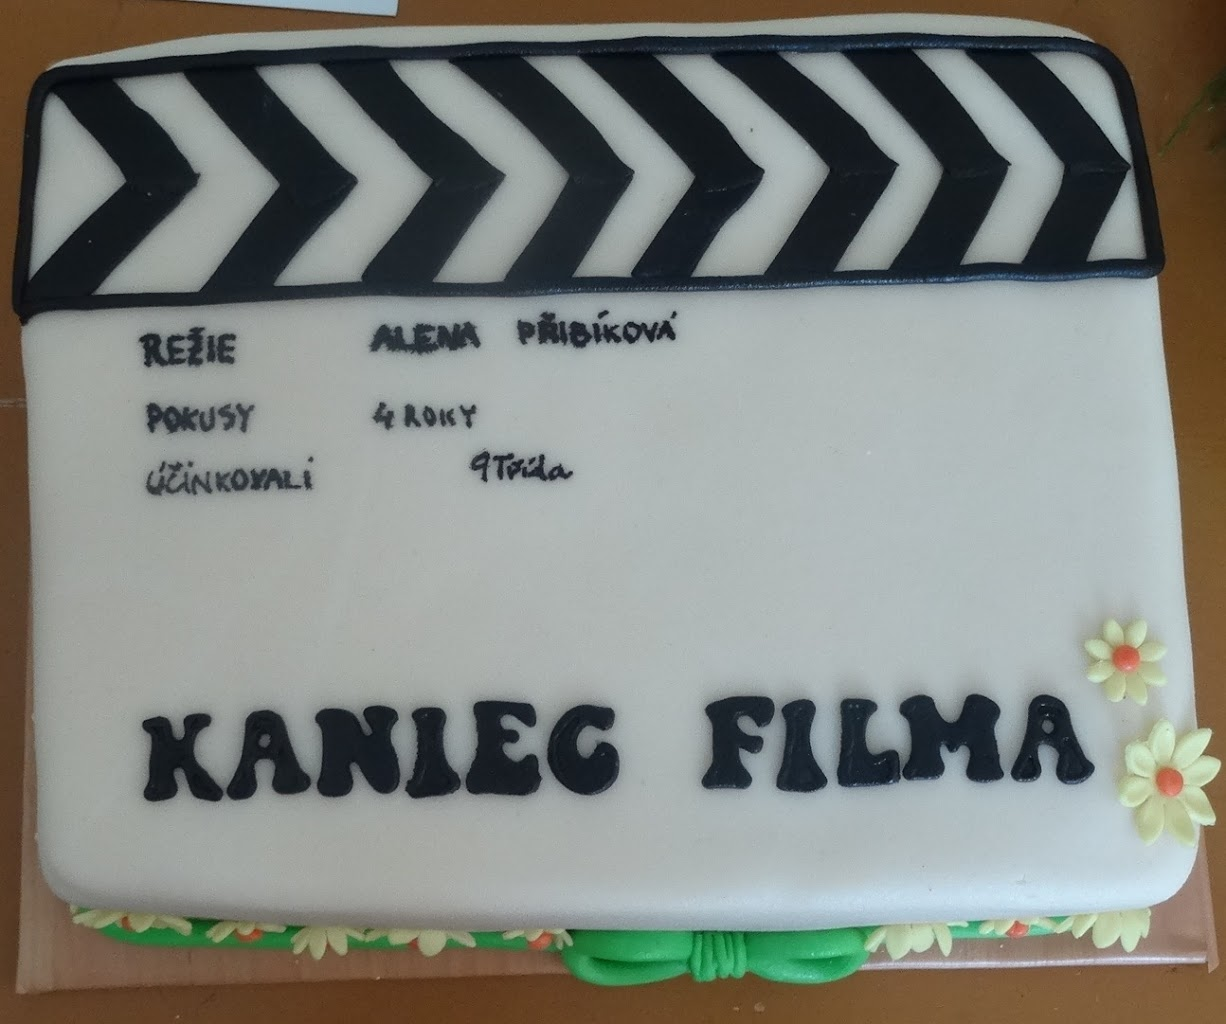 REŽIE ALENA PŘIBÍKOVÁ
POKUSY 4 ROKY
ÚČINKOVALI 9Třída
KANIEC FILMA